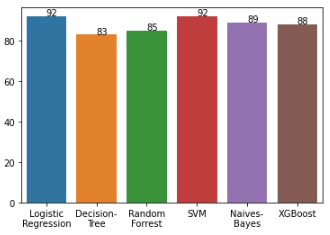 92
83
85
92
89
88
80
60
40
20
0
Logistic
Regression
Decision-
Tree
Random
Forrest
SVM
Naives-
Bayes
XGBoost